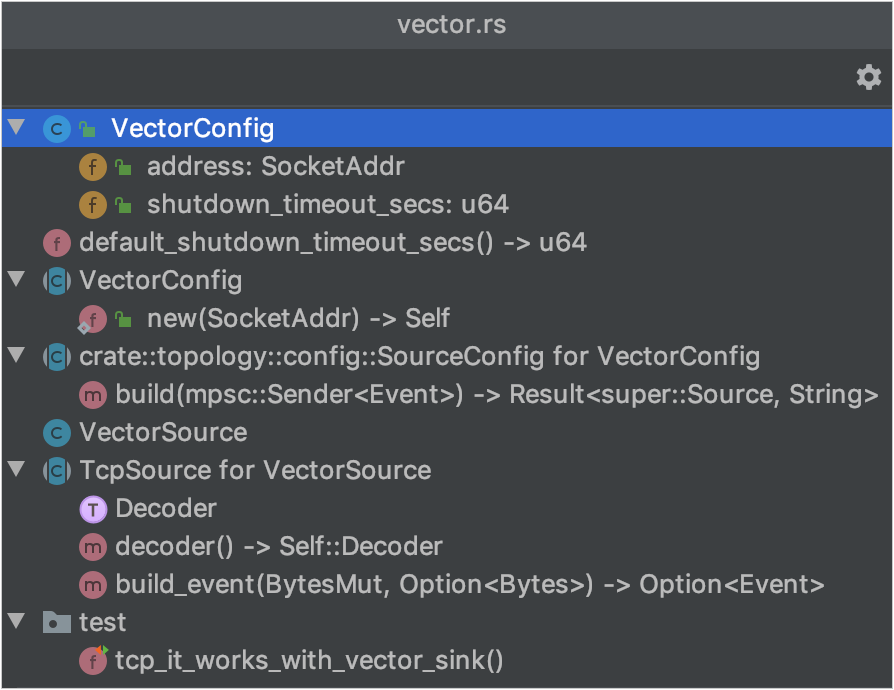 vector.rs
C VectorConfig
f address: SocketAddr
f shutdown_timeout_secs: u64
f default_shutdown_timeout_secs() -> u64
C VectorConfig
f new(SocketAddr) -> Self
C crate::topology::config::SourceConfig for VectorConfig
m build(mpsc::Sender<Event>) -> Result<super::Source, String>
C VectorSource
C TcpSource for VectorSource
T Decoder
m decoder() -> Self::Decoder
m build_event(BytesMut, Option<Bytes>) -> Option<Event>
test
f tcp_it_works_with_vector_sink()